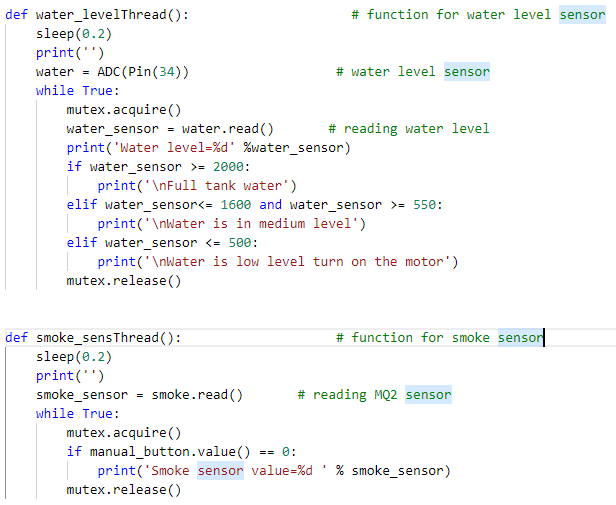 def water_levelThread():                     # function for water level sensor
    sleep(0.2)
    print('')
    water = ADC(Pin(34))                   # water level sensor
    while True:
        mutex.acquire()
        water_sensor = water.read()       # reading water level
        print('Water level=%d' %water_sensor)
        if water_sensor >= 2000:
            print('\nFull tank water')
        elif water_sensor<= 1600 and water_sensor >= 550:
            print('\nWater is in medium level')
        elif water_sensor <= 500:
            print('\nWater is low level turn on the motor')
        mutex.release()
def smoke_sensThread():                    # function for smoke sensor
    sleep(0.2)
    print('')
    smoke_sensor = smoke.read()       # reading MQ2 sensor
    while True:
        mutex.acquire()
        if manual_button.value() == 0:
            print('Smoke sensor value=%d ' % smoke_sensor)
        mutex.release()